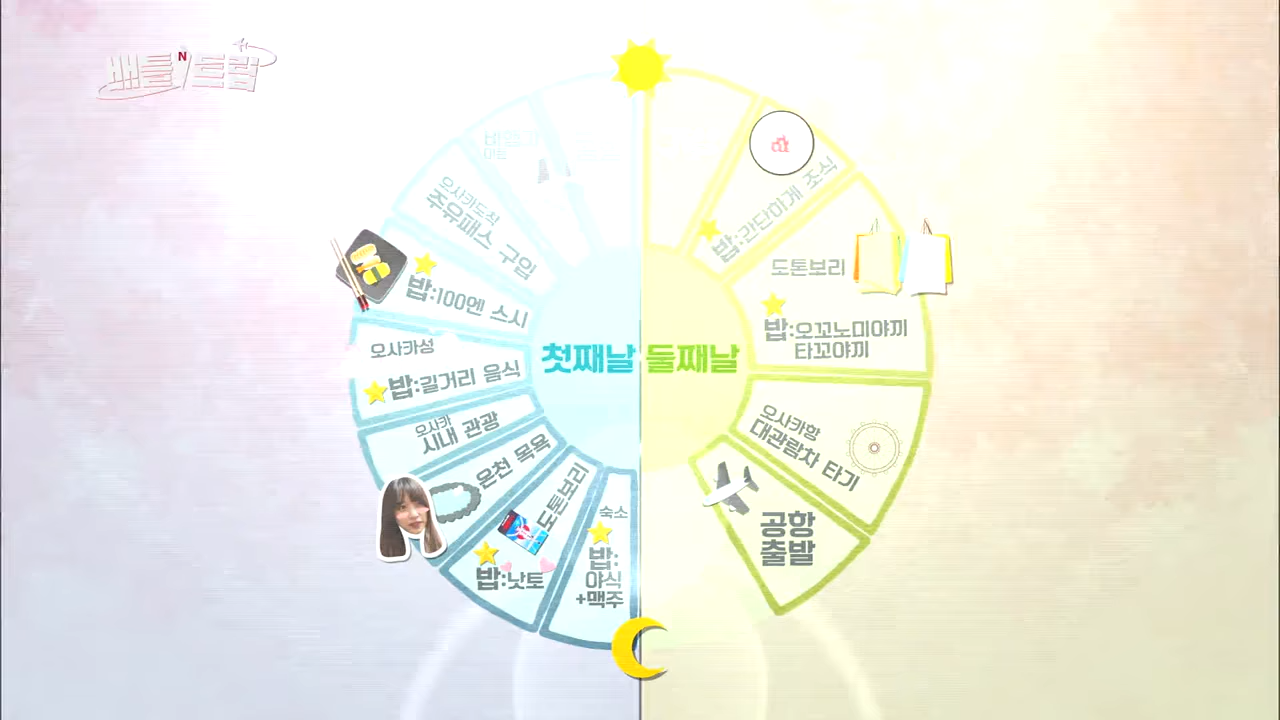 배틀N트립
첫째날
둘째날
오사카도착
주유패스 구입
밥:100엔 스시
오사카성
밥:길거리 음식
오사카
시내 관광
온천 목욕
도톤보리
밥:낫토
숙소
밥:
야식
+맥주
밥:간단하게 조식
도톤보리
밥:오꼬노미야끼
타꼬야끼
오사카항
대관람차 타기
공항
출발